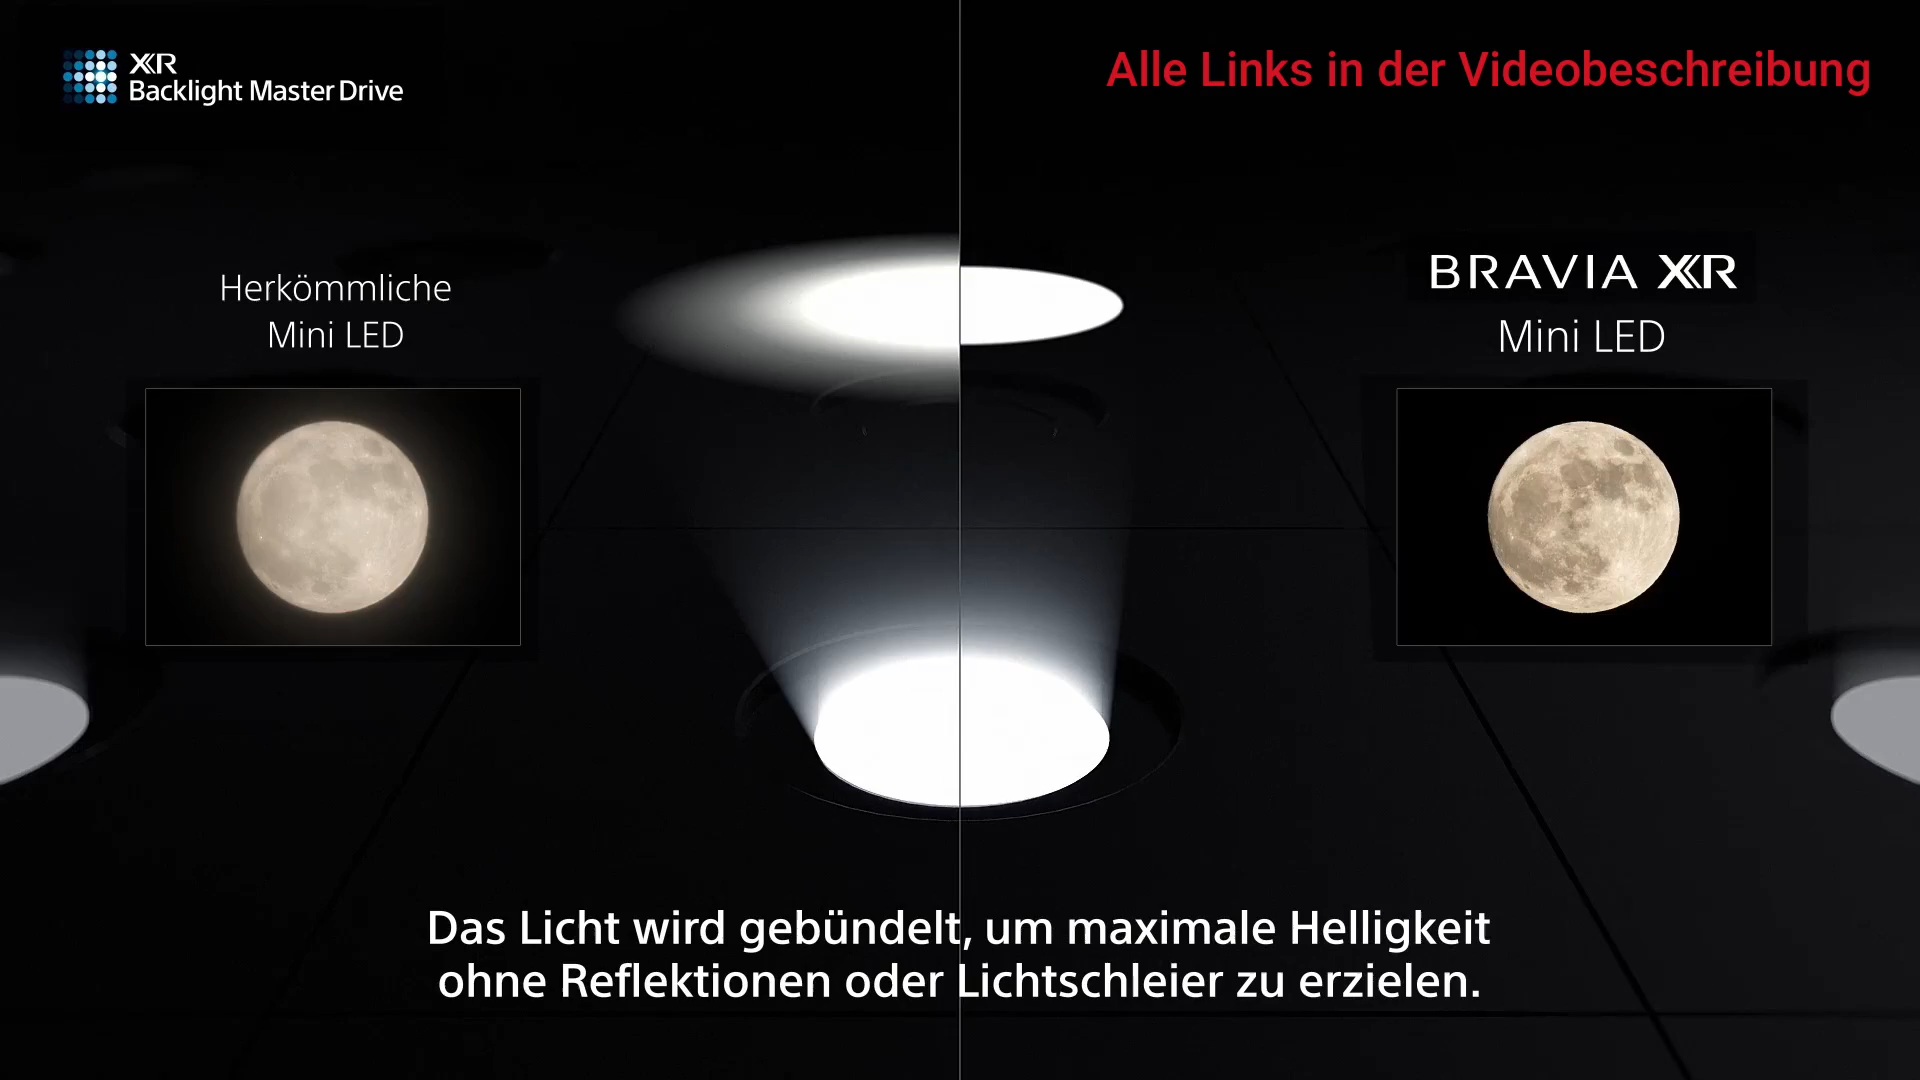 XR
Backlight Master Drive
Alle Links in der Videobeschreibung
Herkömmliche
Mini LED
BRAVIA XR
Mini LED
Das Licht wird gebündelt, um maximale Helligkeit
ohne Reflektionen oder Lichtschleier zu erzielen.